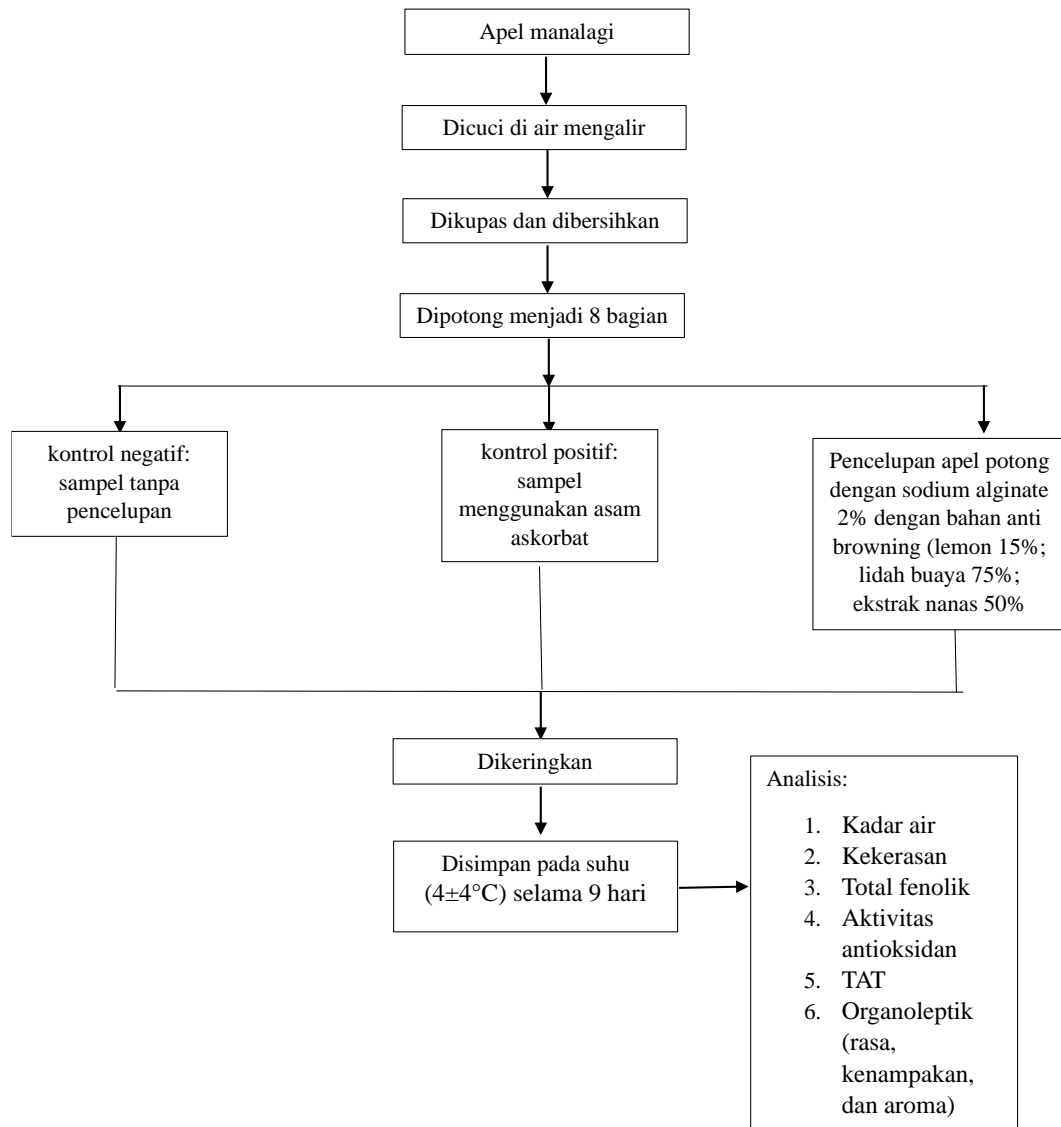 Apel manalagi
Dicuci di air mengalir
Dikupas dan dibersihkan
Dipotong menjadi 8 bagian
kontrol negatif:
sampel tanpa
pencelupan
kontrol positif:
sampel
menggunakan asam
askorbat
Pencelupan apel potong
dengan sodium alginate
2% dengan bahan anti
browning (lemon 15%;
lidah buaya 75%;
ekstrak nanas 50%
Dikeringkan
Disimpan pada suhu
(4±4°C) selama 9 hari
Analisis:
1. Kadar air
2. Kekerasan
3. Total fenolik
4. Aktivitas
antioksidan
5. TAT
6. Organoleptik
(rasa,
kenampakan,
dan aroma)